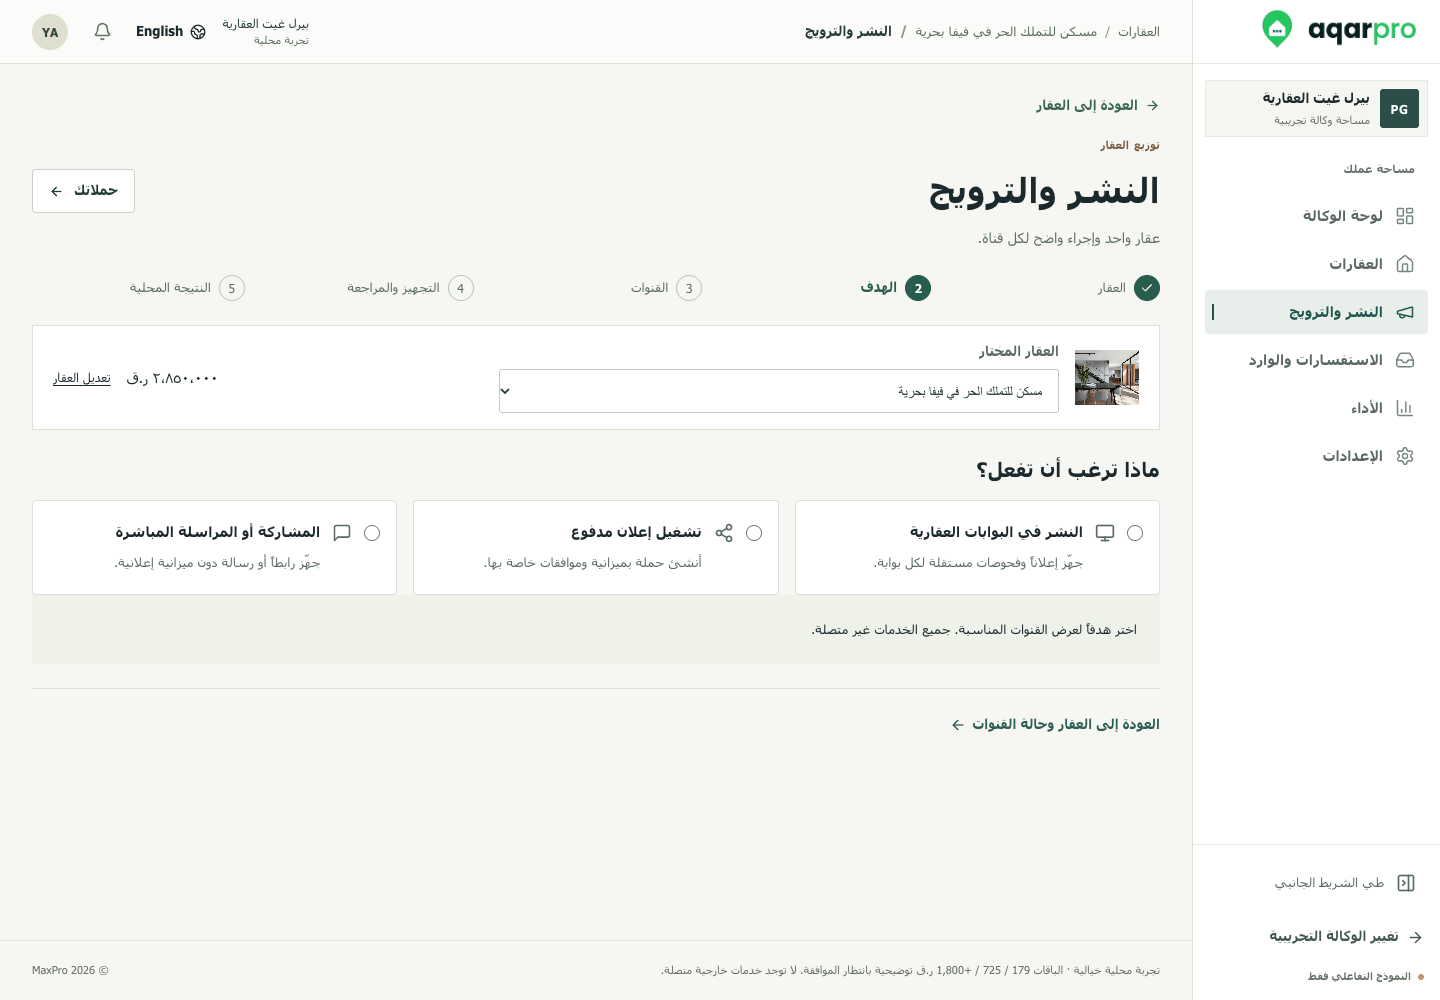 aqarpro
العقارات / مسكن للتملك الحر في فيفا بحرية / النشر والترويج
بيرل غيت العقارية
تجربة محلية
English
YA
PG
بيرل غيت العقارية
مساحة وكالة تجريبية
مساحة عملك
لوحة الوكالة
العقارات
النشر والترويج
الاستفسارات والوارد
الأداء
الإعدادات
طي الشريط الجانبي
تغيير الوكالة التجريبية
النموذج التفاعلي فقط
العودة إلى العقار
توزيع العقار
النشر والترويج
حملاتك
عقار واحد وإجراء واضح لكل قناة.
العقار
2 الهدف
3 القنوات
4 التجهيز والمراجعة
5 النتيجة المحلية
العقار المختار
مسكن للتملك الحر في فيفا بحرية
٢،٨٥٠،٠٠٠ ر.ق
تعديل العقار
ماذا ترغب أن تفعل؟
النشر في البوابات العقارية
جهّز إعلاناً وفحوصات مستقلة لكل بوابة.
تشغيل إعلان مدفوع
أنشئ حملة بميزانية وموافقات خاصة بها.
المشاركة أو المراسلة المباشرة
جهّز رابطاً أو رسالة دون ميزانية إعلانية.
اختر هدفاً لعرض القنوات المناسبة. جميع الخدمات غير متصلة.
العودة إلى العقار وحالة القنوات
تجربة محلية خيالية · الباقات 179 / 725 / +1,800 ر.ق توضيحية بانتظار الموافقة. لا توجد خدمات خارجية متصلة.
MaxPro 2026 ©